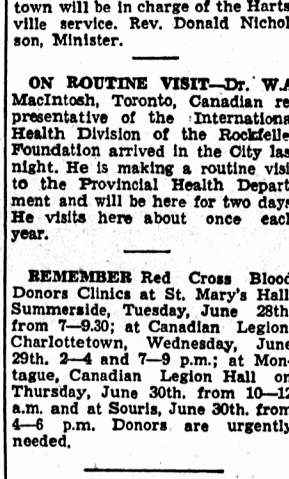 town will be in charge of the Harts
ville service. Rev. Donald Nichol
son, Minister.
ON ROUTINE VISIT—Dr. W.A
MacIntosh, Toronto, Canadian re
presentative of the Internationa
Health Division of the Rockfelle
Foundation arrived in the City las
night. He is making a routine visi
to the Provincial Health Depart
ment and will be here for two days
He visits here about once each
year.
REMEMBER Red Cross Blood
Donors Clinics at St. Mary's Hall
Summerside, Tuesday, June 28th
from 7—9.30; at Canadian Legion
Charlottetown, Wednesday, June
29th. 2—4 and 7—9 p.m.; at Mon-
tague, Canadian Legion Hall on
Thursday, June 30th. from 10—12
a.m. and at Souris, June 30th. from
4—6 p.m. Donors are urgently
needed.